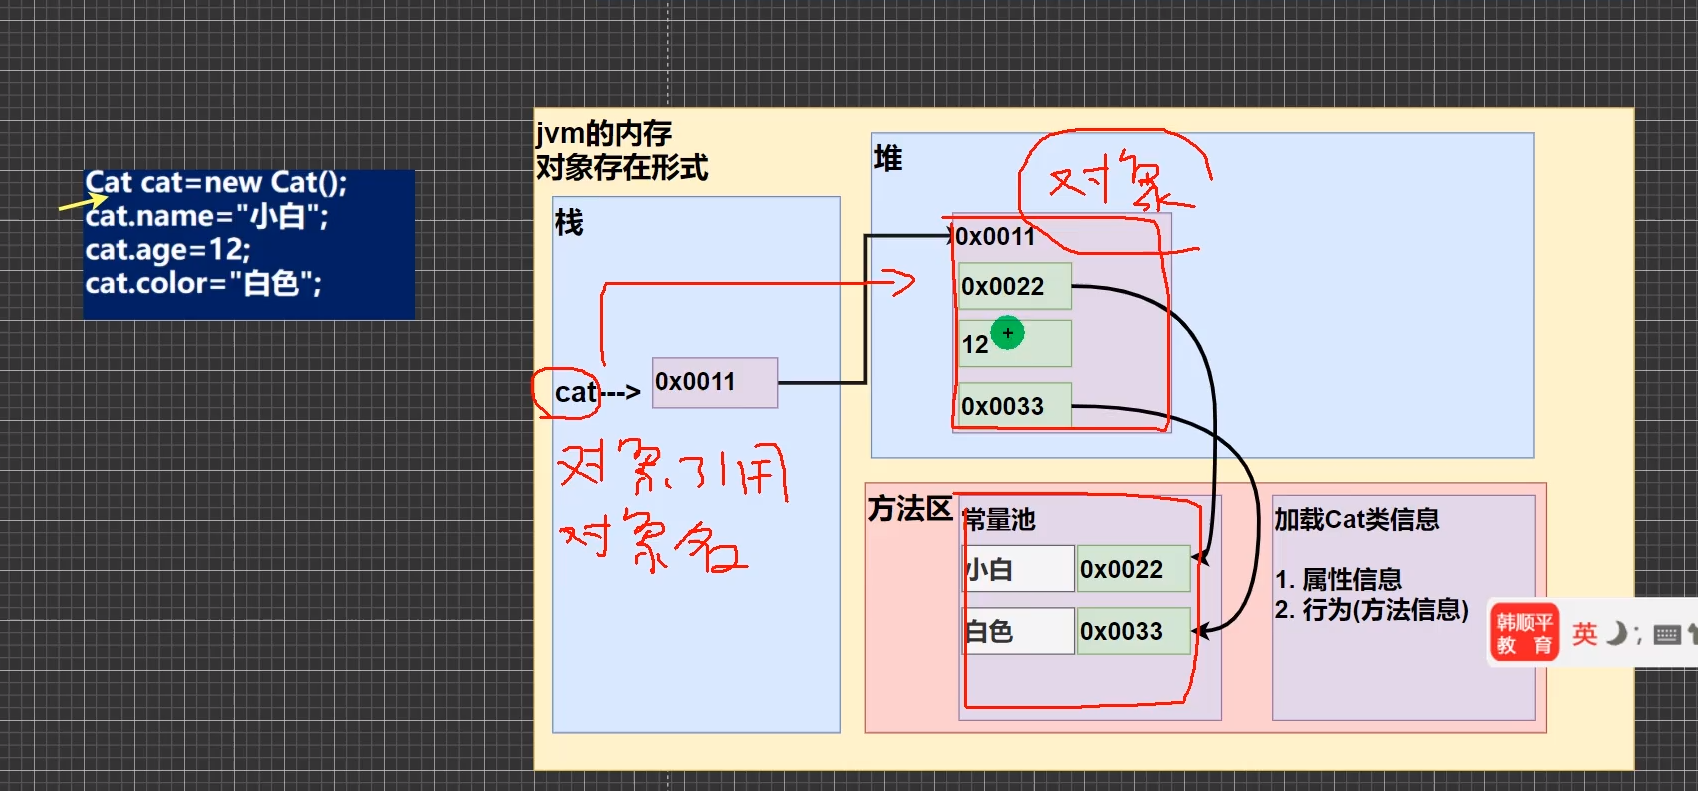 Cat cat=new Cat();
cat.name="小白";
cat.age=12;
cat.color="白色";
jvm的内存
对象存在形式
栈
cat--->
0x0011
对象引用
对象名
堆
对象
0x0011
0x0022
12
0x0033
方法区
常量池
小白 0x0022
白色 0x0033
加载Cat类信息
1. 属性信息
2. 行为(方法信息)
韩顺平
教 育
英